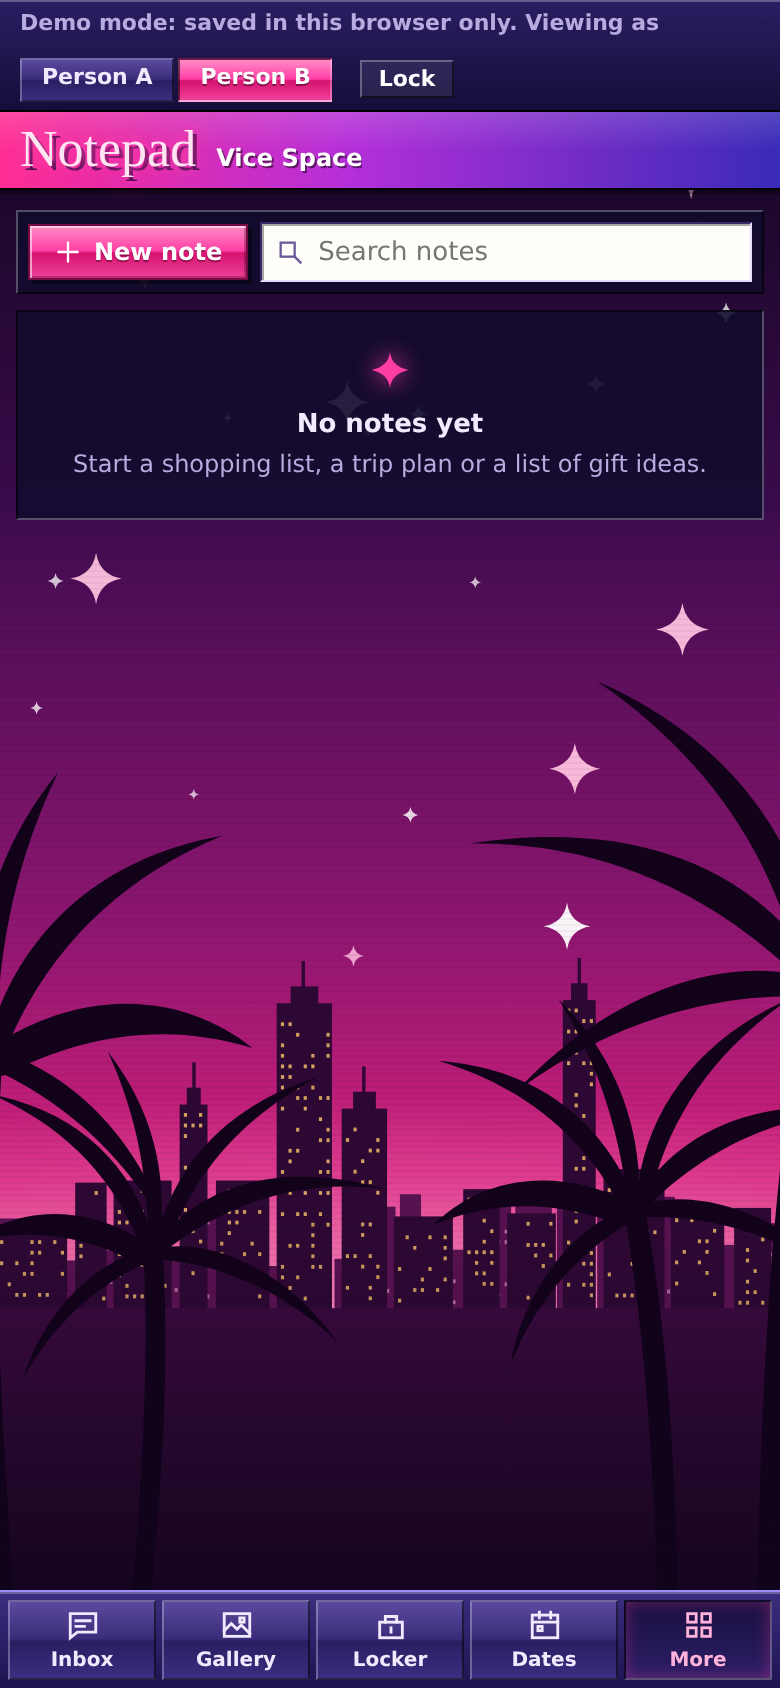 Demo mode: saved in this browser only. Viewing as
Person A Person B Lock
Notepad Vice Space
New note Search notes
No notes yet
Start a shopping list, a trip plan or a list of gift ideas.
Inbox Gallery Locker Dates More